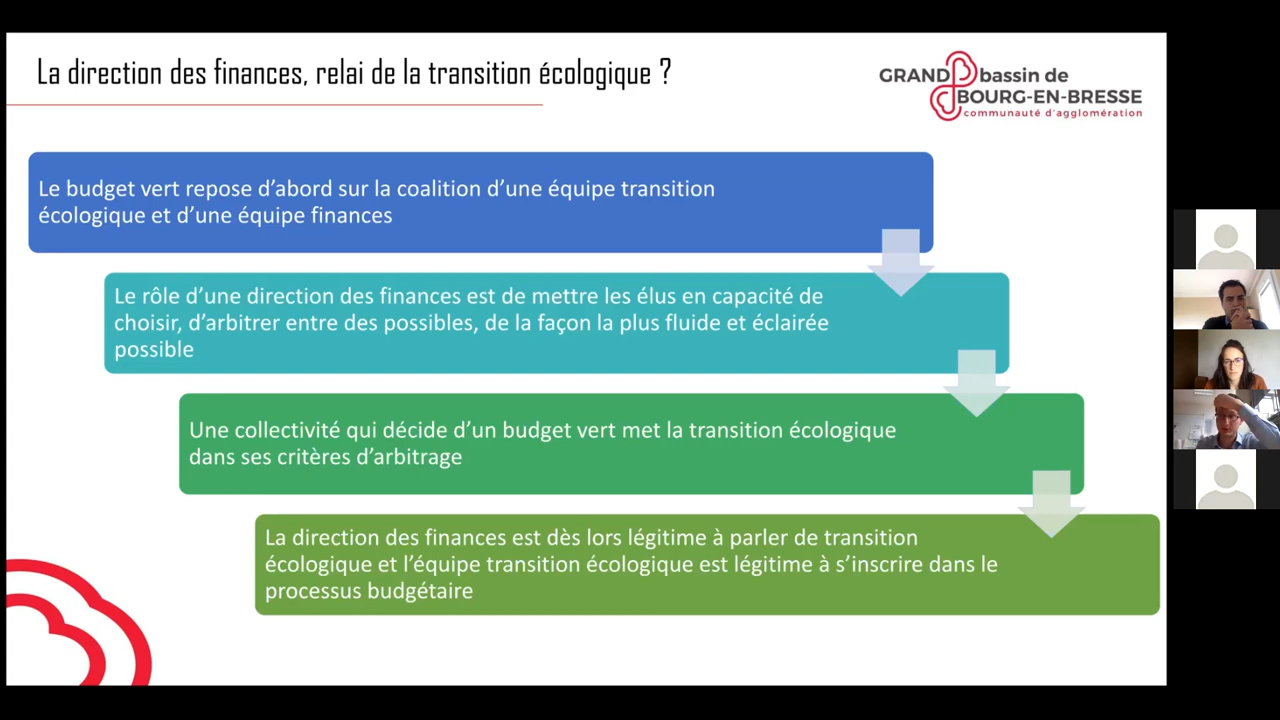 La direction des finances, relai de la transition écologique ?
GRAND bassin de
BOURG-EN-BRESSE
communauté d'agglomération
Le budget vert repose d'abord sur la coalition d'une équipe transition
écologique et d'une équipe finances
Le rôle d'une direction des finances est de mettre les élus en capacité de
choisir, d'arbitrer entre des possibles, de la façon la plus fluide et éclairée
possible
Une collectivité qui décide d'un budget vert met la transition écologique
dans ses critères d'arbitrage
La direction des finances est dès lors légitime à parler de transition
écologique et l'équipe transition écologique est légitime à s'inscrire dans le
processus budgétaire